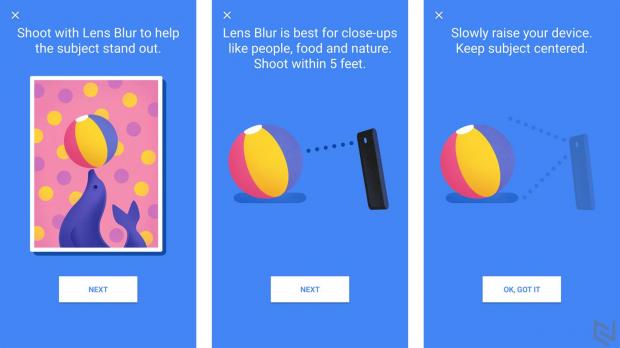 Shoot with Lens Blur to help
the subject stand out.
NEXT
Lens Blur is best for close-ups
like people, food and nature.
Shoot within 5 feet.
NEXT
Slowly raise your device.
Keep subject centered.
OK, GOT IT